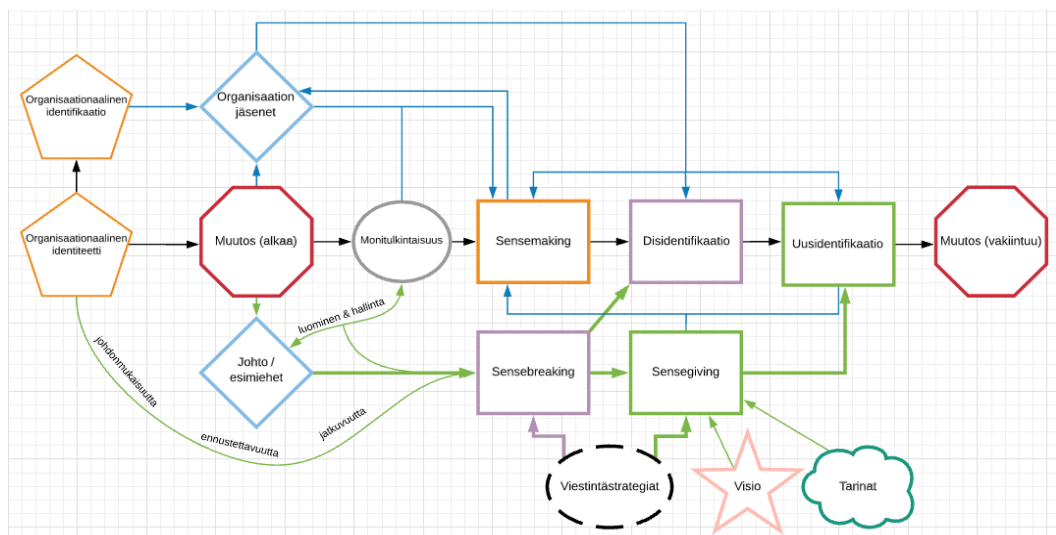 Organisaationaalinen
identifikaatio
Organisaation
jäsenet
Organisaationaalinen
identiteetti
Muutos (alkaa)
Monitulkintaisuus
Sensemaking
Disidentifikaatio
Uusidentifikaatio
Muutos (vakiintuu)
luominen & hallinta
johdonmukaisuutta
ennustettavuutta
jatkuvuutta
Johto /
esimiehet
Sensebreaking
Sensegiving
Viestintästrategiat
Visio
Tarinat